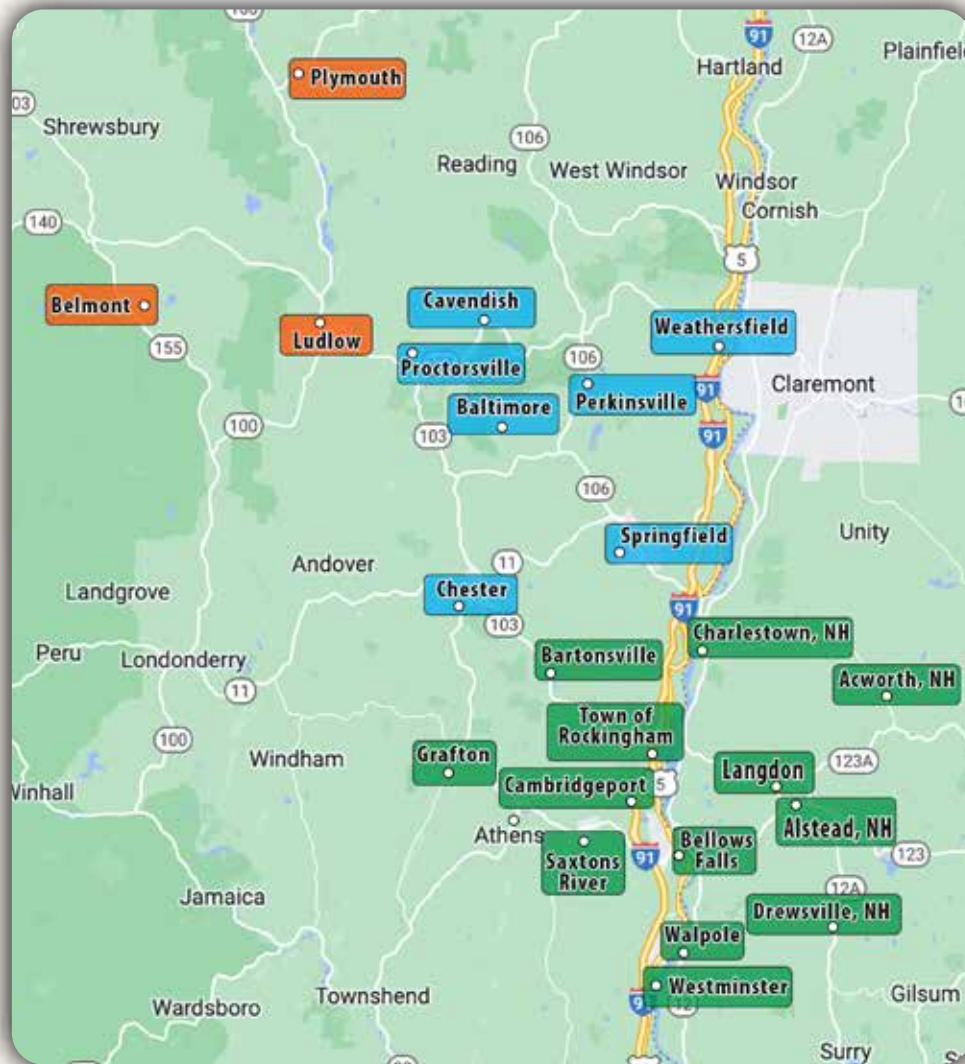 91
12A
Hartland
Plainfield
Plymouth
103
Shrewsbury
106
Reading
West Windsor
Windsor
Cornish
140
5
Belmont
Cavendish
Weathersfield
Ludlow
155
106
Proctorsville
Perkinsville
91
Claremont
Baltimore
100
103
91
106
Springfield
Unity
11
Andover
Chester
Landgrove
91
103
Charlestown, NH
Peru
Londonderry
Bartonsville
11
Acworth, NH
100
Town of
Rockingham
Windham
Grafton
123A
Langdon
Winhall
Cambridgeport
5
Alstead, NH
Athens
Bellows
Falls
91
123
Saxtons
River
Jamaica
12A
Drewsville, NH
Walpole
Westminster
Townshend
Wardsboro
91
12
Gilsum
Surry